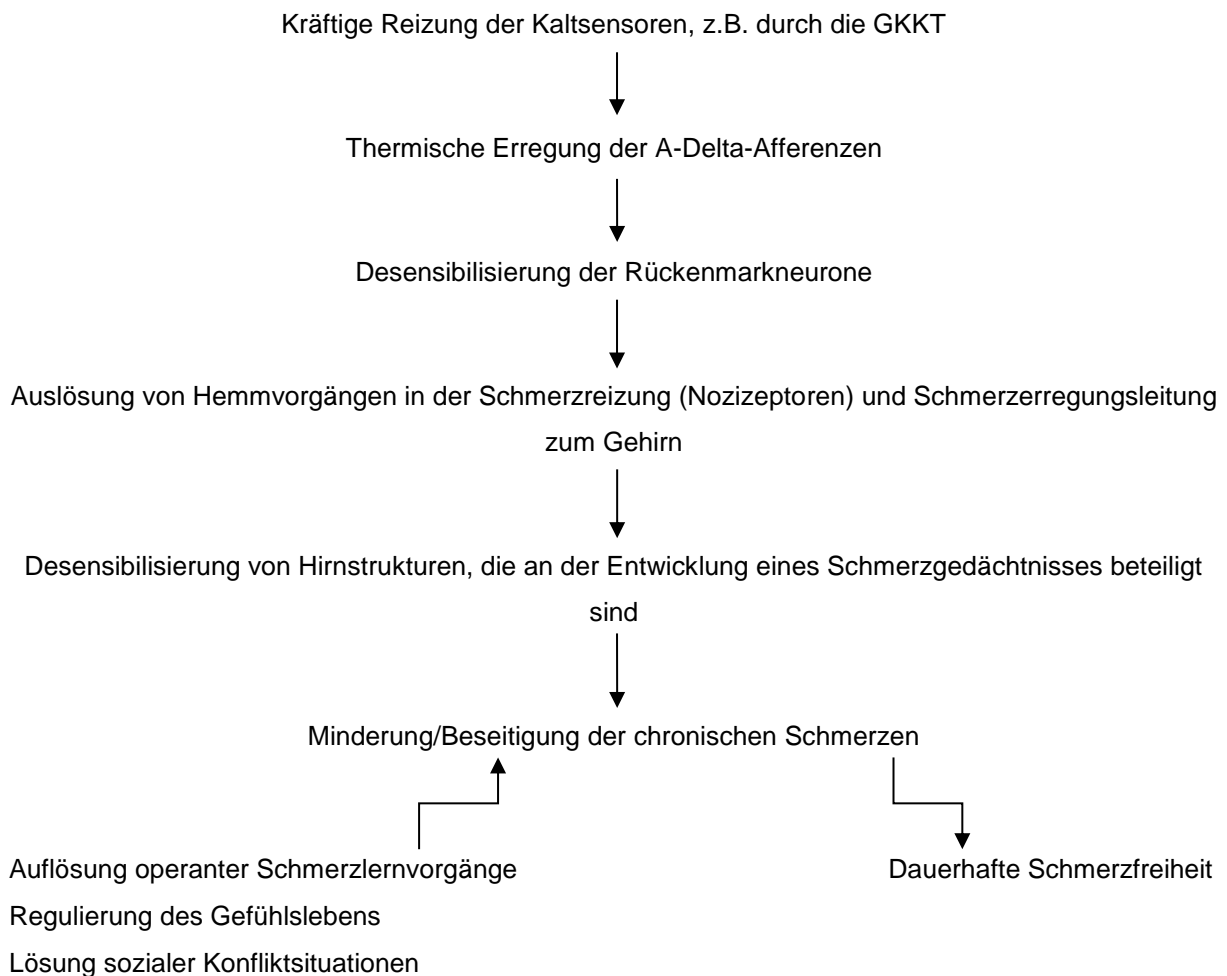 Kräftige Reizung der Kaltsensoren, z.B. durch die GKKT
Thermische Erregung der A-Delta-Afferenzen
Desensibilisierung der Rückenmarkneurone
Auslösung von Hemmvorgängen in der Schmerzreizung (Nozizeptoren) und Schmerzerregungsleitung
zum Gehirn
Desensibilisierung von Hirnstrukturen, die an der Entwicklung eines Schmerzgedächtnisses beteiligt
sind
Minderung/Beseitigung der chronischen Schmerzen
Auflösung operanter Schmerzlernvorgänge
Dauerhafte Schmerzfreiheit
Regulierung des Gefühlslebens
Lösung sozialer Konfliktsituationen